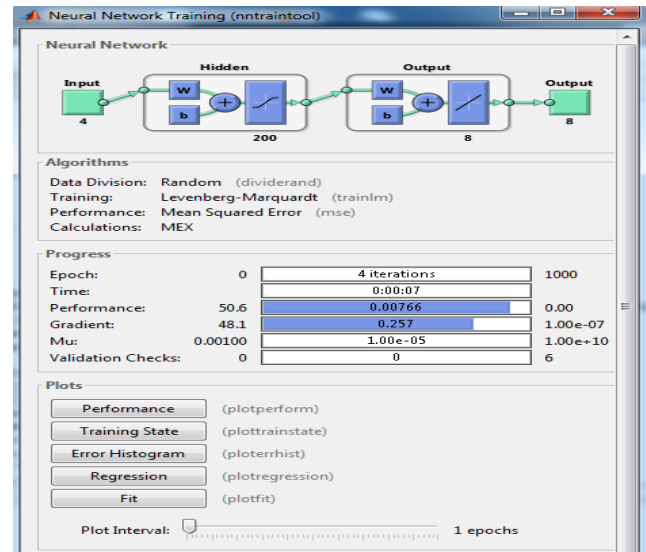 Neural Network Training (nntraintool)
Neural Network
Hidden Output
Input Output
W W
+ +
b b
4 8
200 8
Algorithms
Data Division: Random (dividerand)
Training: Levenberg-Marquardt (trainlm)
Performance: Mean Squared Error (mse)
Calculations: MEX
Progress
Epoch: 0 4 iterations 1000
Time: 0:00:07
Performance: 50.6 0.00766 0.00
Gradient: 48.1 0.257 1.00e-07
Mu: 0.00100 1.00e-05 1.00e+10
Validation Checks: 0 0 6
Plots
Performance (plotperform)
Training State (plottrainstate)
Error Histogram (ploterrhist)
Regression (plotregression)
Fit (plotfit)
Plot Interval: 1 epochs